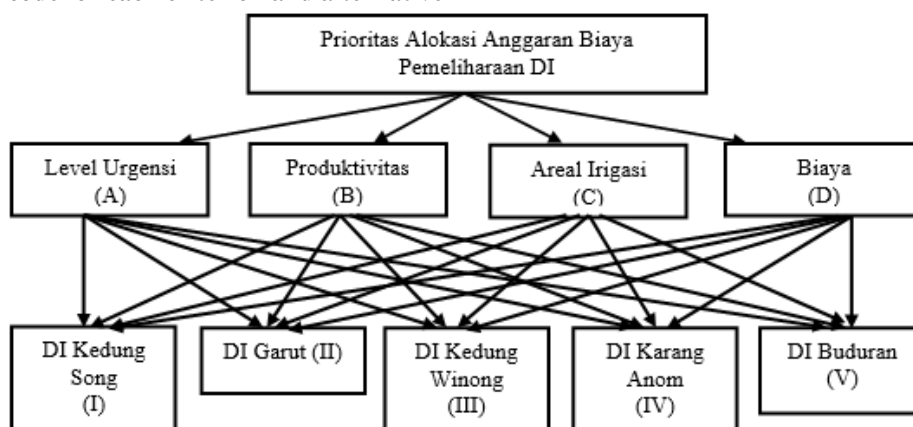 Prioritas Alokasi Anggaran Biaya
Pemeliharaan DI
Level Urgensi
(A)
Produktivitas
(B)
Areal Irigasi
(C)
Biaya
(D)
DI Kedung
Song
(I)
DI Garut (II)
DI Kedung
Winong
(III)
DI Karang
Anom
(IV)
DI Buduran
(V)